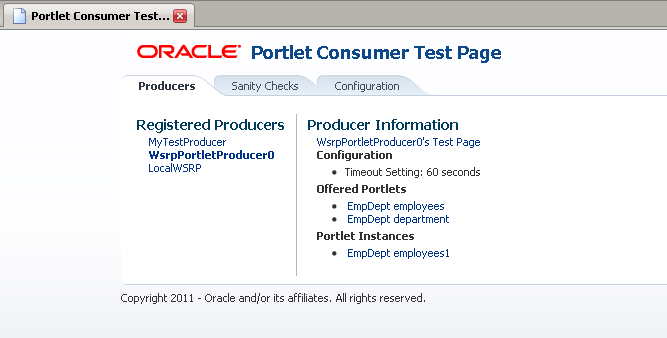 Portlet Consumer Test...
ORACLE Portlet Consumer Test Page
Producers Sanity Checks Configuration
Registered Producers
MyTestProducer
WsrpPortletProducer0
LocalWSRP
Producer Information
WsrpPortletProducer0's Test Page
Configuration
• Timeout Setting: 60 seconds
Offered Portlets
• EmpDept employees
• EmpDept department
Portlet Instances
• EmpDept employees1
Copyright 2011 - Oracle and/or its affiliates. All rights reserved.